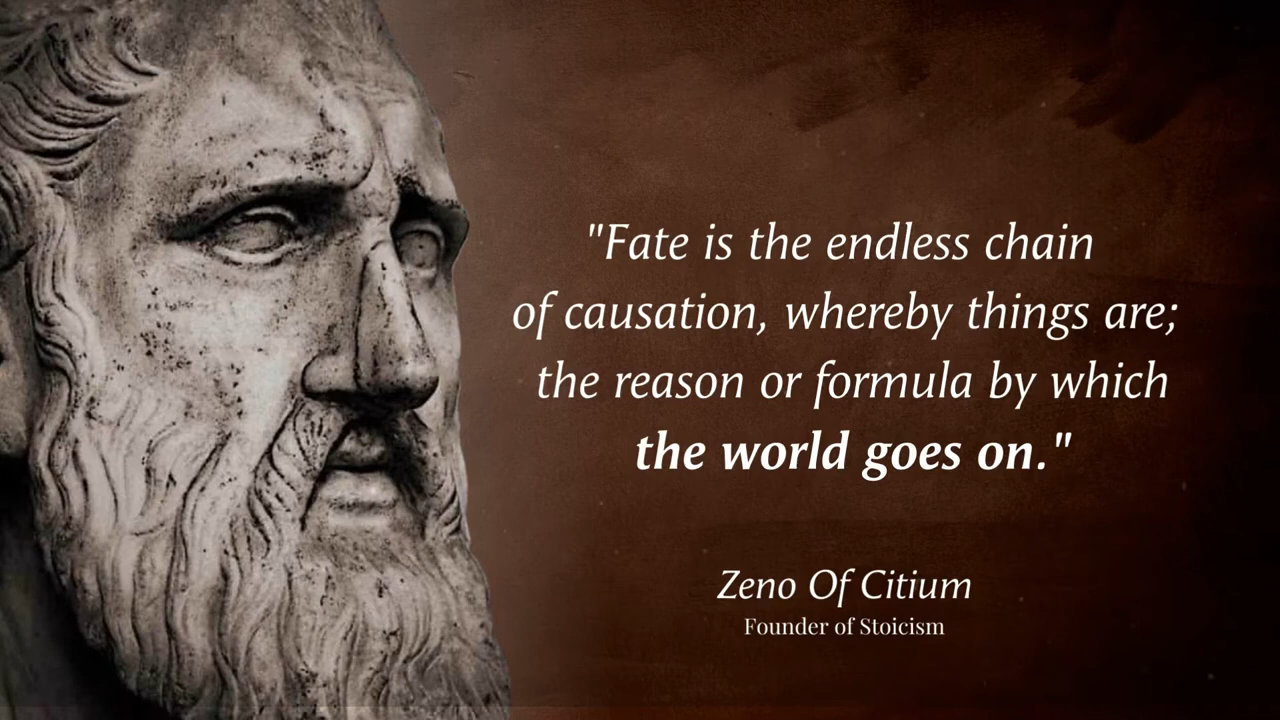 "Fate is the endless chain
of causation, whereby things are;
the reason or formula by which
the world goes on."
Zeno Of Citium
Founder of Stoicism